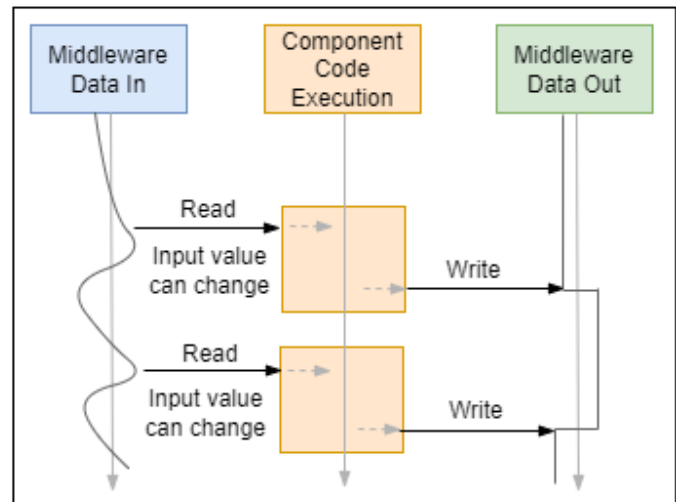 Middleware
Data In
Component
Code
Execution
Middleware
Data Out
Read
Input value
can change
Write
Read
Input value
can change
Write